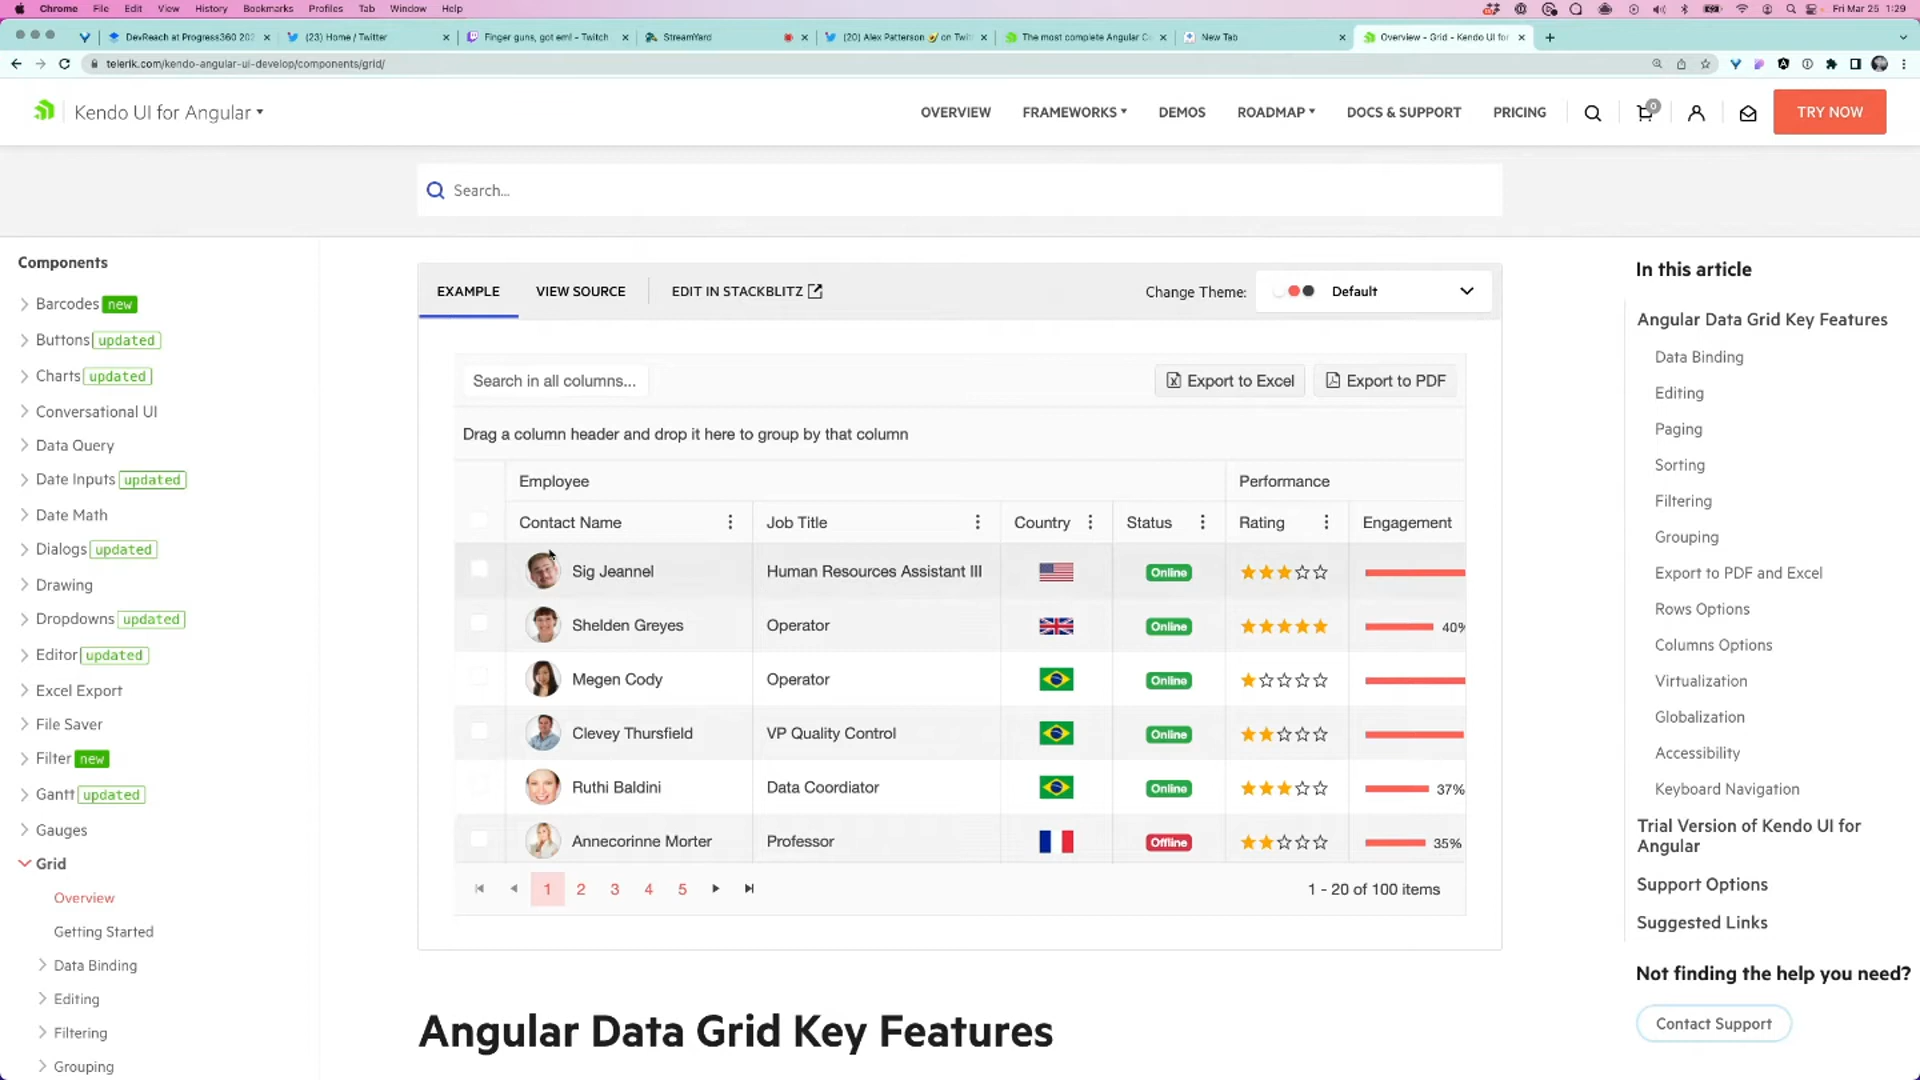 Chrome File Edit View History Bookmarks Profiles Tab Window Help Fri Mar 25 1:29
DevReach at Progress360 202 (23) Home / Twitter Finger guns, got em! - Twitch StreamYard (20) Alex Patterson on Twit The most complete Angular C New Tab Overview - Grid - Kendo UI for
telerik.com/kendo-angular-ui-develop/components/grid/
Kendo UI for Angular OVERVIEW FRAMEWORKS DEMOS ROADMAP DOCS & SUPPORT PRICING 0 TRY NOW
Search...
Components
Barcodes new
Buttons updated
Charts updated
Conversational UI
Data Query
Date Inputs updated
Date Math
Dialogs updated
Drawing
Dropdowns updated
Editor updated
Excel Export
File Saver
Filter new
Gantt updated
Gauges
Grid
Overview
Getting Started
Data Binding
Editing
Filtering
Grouping
EXAMPLE VIEW SOURCE EDIT IN STACKBLITZ Change Theme: Default
Search in all columns... Export to Excel Export to PDF
Drag a column header and drop it here to group by that column
Employee Performance
Contact Name Job Title Country Status Rating Engagement
Sig Jeannel Human Resources Assistant III Online
Shelden Greyes Operator Online 40%
Megen Cody Operator Online
Clevey Thursfield VP Quality Control Online
Ruthi Baldini Data Coordiator Online 37%
Annecorinne Morter Professor Offline 35%
1 2 3 4 5 1 - 20 of 100 items
Angular Data Grid Key Features
In this article
Angular Data Grid Key Features
Data Binding
Editing
Paging
Sorting
Filtering
Grouping
Export to PDF and Excel
Rows Options
Columns Options
Virtualization
Globalization
Accessibility
Keyboard Navigation
Trial Version of Kendo UI for
Angular
Support Options
Suggested Links
Not finding the help you need?
Contact Support